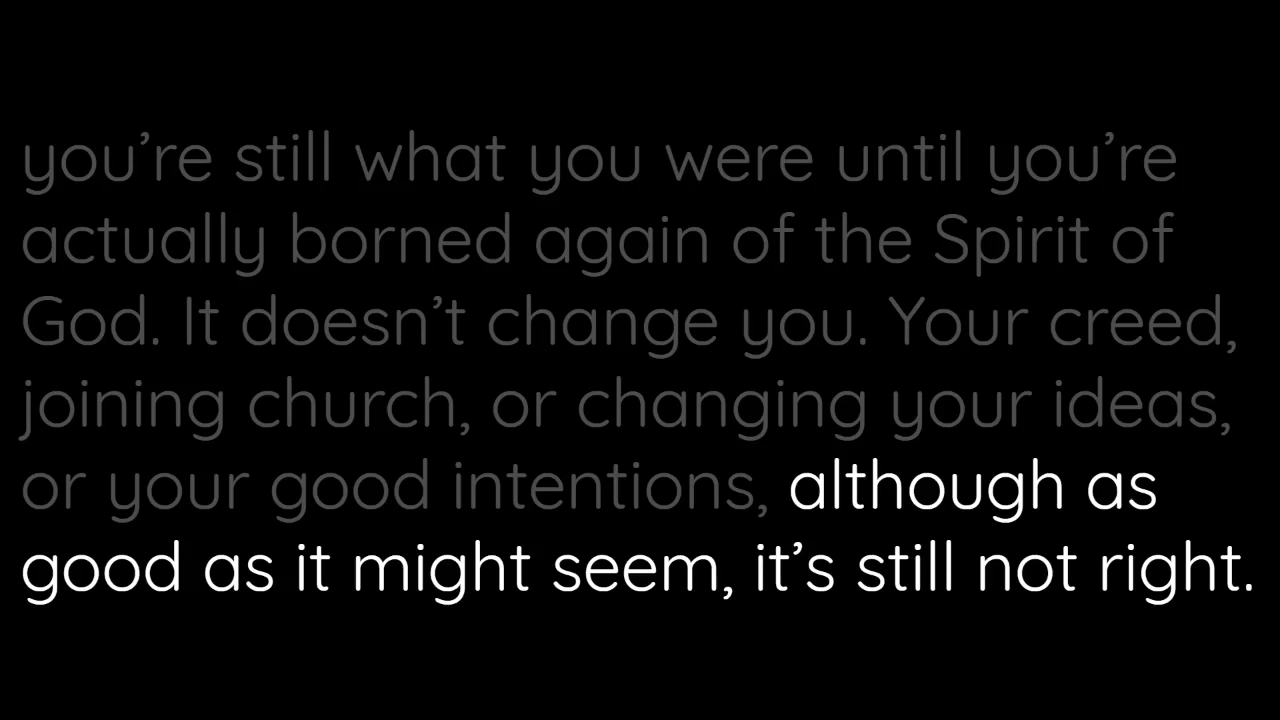 you’re still what you were until you’re
actually borned again of the Spirit of
God. It doesn’t change you. Your creed,
joining church, or changing your ideas,
or your good intentions, although as
good as it might seem, it’s still not right.